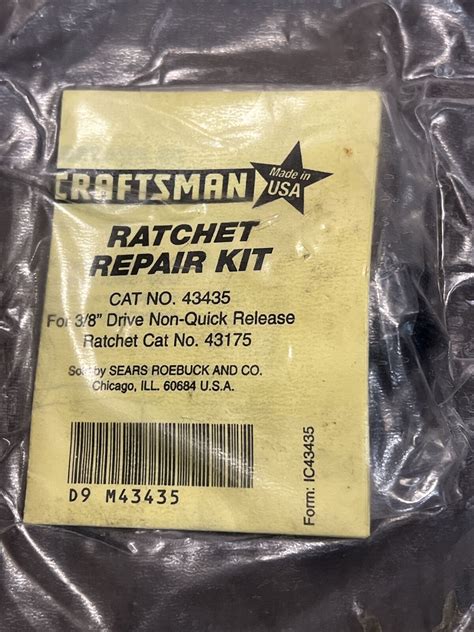 CRAFTSMAN
Made in
USA
RATCHET
REPAIR KIT
CAT NO. 43435
For 3/8" Drive Non-Quick Release
Ratchet Cat No. 43175
Sold by SEARS ROEBUCK AND CO.
Chicago, ILL. 60684 U.S.A.
D9 M43435
Form: IC43435